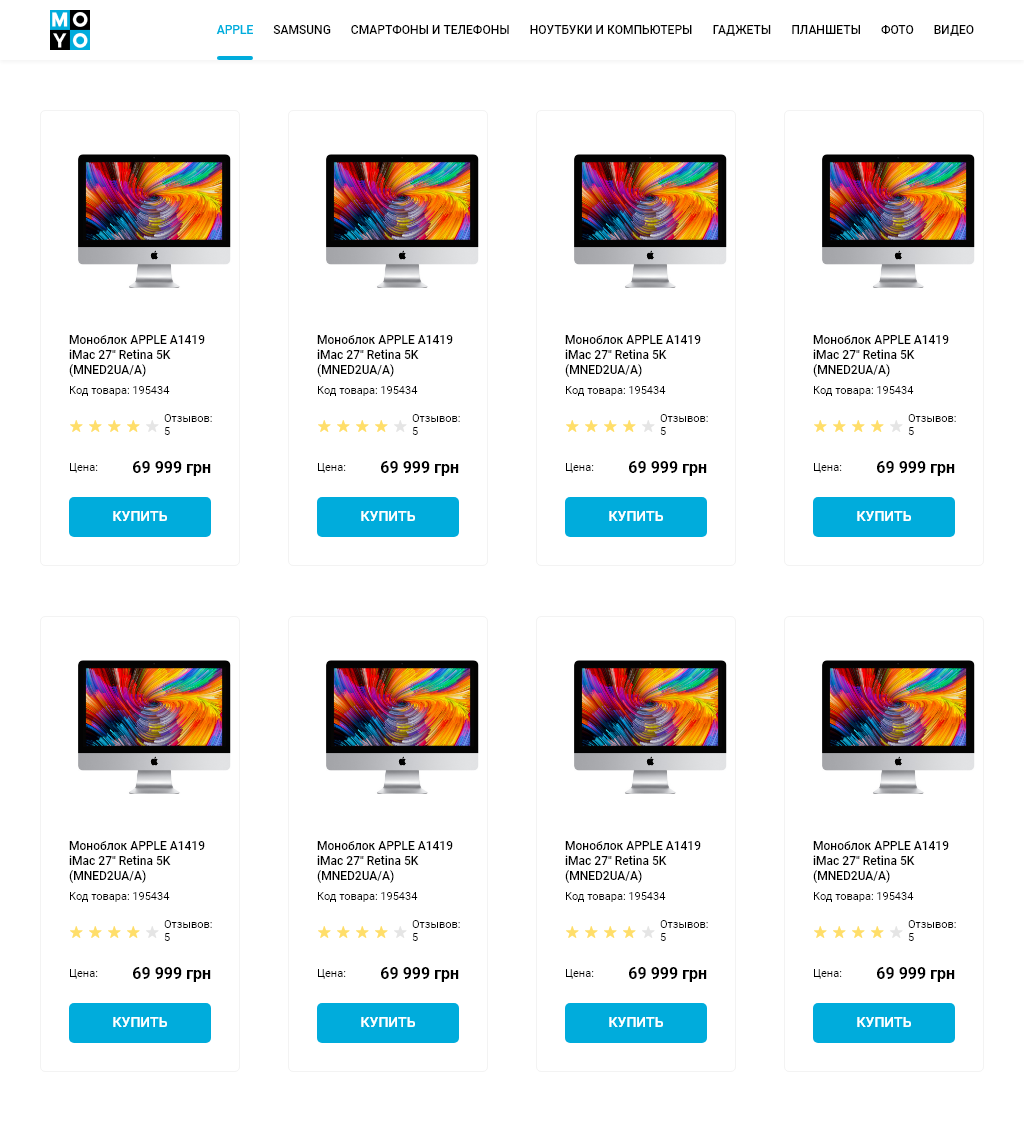 MO
YO
APPLE SAMSUNG СМАРТФОНЫ И ТЕЛЕФОНЫ НОУТБУКИ И КОМПЬЮТЕРЫ ГАДЖЕТЫ ПЛАНШЕТЫ ФОТО ВИДЕО
Моноблок APPLE A1419
iMac 27" Retina 5K
(MNED2UA/A)
Код товара: 195434
Отзывов:
5
Цена: 69 999 грн
КУПИТЬ
Моноблок APPLE A1419
iMac 27" Retina 5K
(MNED2UA/A)
Код товара: 195434
Отзывов:
5
Цена: 69 999 грн
КУПИТЬ
Моноблок APPLE A1419
iMac 27" Retina 5K
(MNED2UA/A)
Код товара: 195434
Отзывов:
5
Цена: 69 999 грн
КУПИТЬ
Моноблок APPLE A1419
iMac 27" Retina 5K
(MNED2UA/A)
Код товара: 195434
Отзывов:
5
Цена: 69 999 грн
КУПИТЬ
Моноблок APPLE A1419
iMac 27" Retina 5K
(MNED2UA/A)
Код товара: 195434
Отзывов:
5
Цена: 69 999 грн
КУПИТЬ
Моноблок APPLE A1419
iMac 27" Retina 5K
(MNED2UA/A)
Код товара: 195434
Отзывов:
5
Цена: 69 999 грн
КУПИТЬ
Моноблок APPLE A1419
iMac 27" Retina 5K
(MNED2UA/A)
Код товара: 195434
Отзывов:
5
Цена: 69 999 грн
КУПИТЬ
Моноблок APPLE A1419
iMac 27" Retina 5K
(MNED2UA/A)
Код товара: 195434
Отзывов:
5
Цена: 69 999 грн
КУПИТЬ